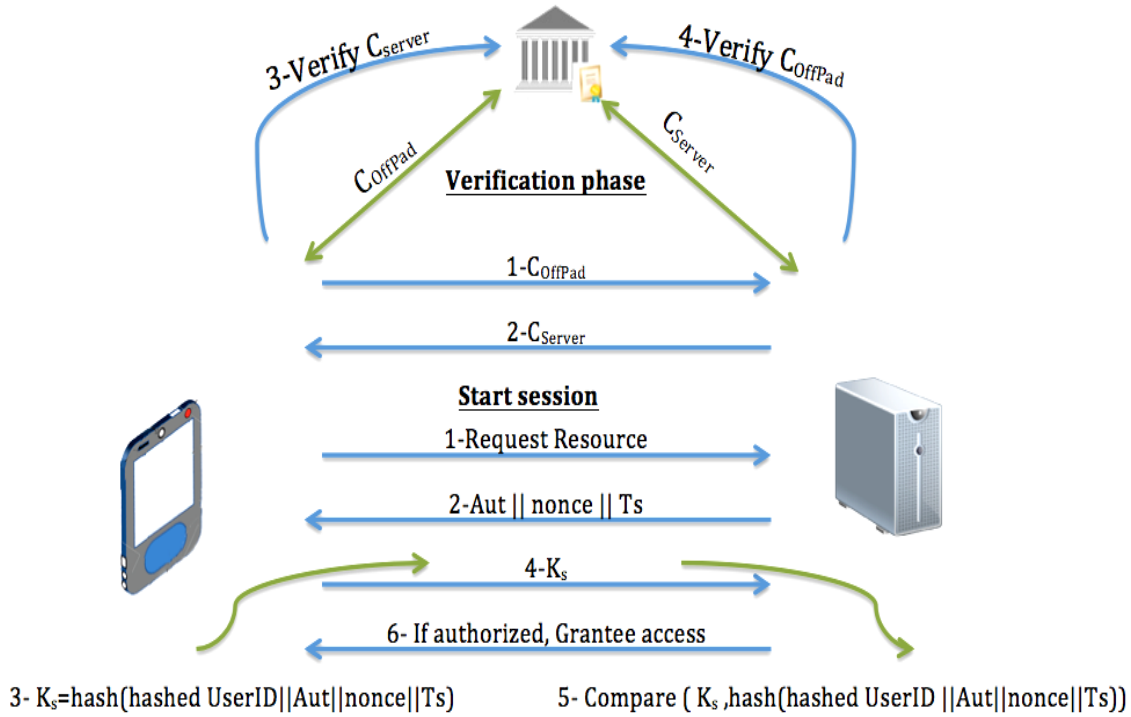 3-Verify Cserver
4-Verify COffPad
COffPad
CServer
Verification phase
1-COffPad
2-CServer
Start session
1-Request Resource
2-Aut || nonce || Ts
4-Ks
6- If authorized, Grantee access
3- Ks=hash(hashed UserID||Aut||nonce||Ts)
5- Compare ( Ks ,hash(hashed UserID ||Aut||nonce||Ts))